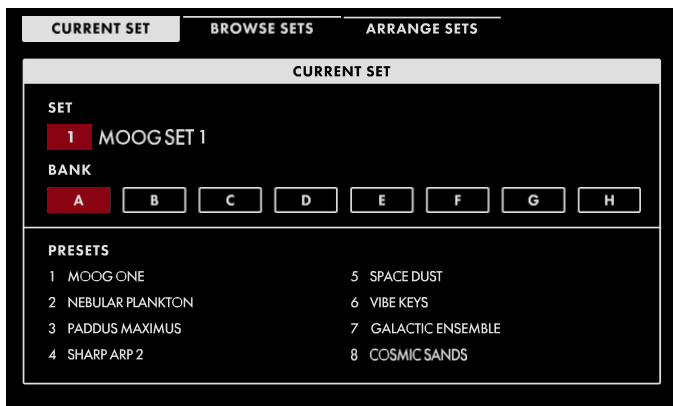 CURRENT SET BROWSE SETS ARRANGE SETS
CURRENT SET
SET
1 MOOG SET 1
BANK
A B C D E F G H
PRESETS
1 MOOG ONE
2 NEBULAR PLANKTON
3 PADDUS MAXIMUS
4 SHARP ARP 2
5 SPACE DUST
6 VIBE KEYS
7 GALACTIC ENSEMBLE
8 COSMIC SANDS